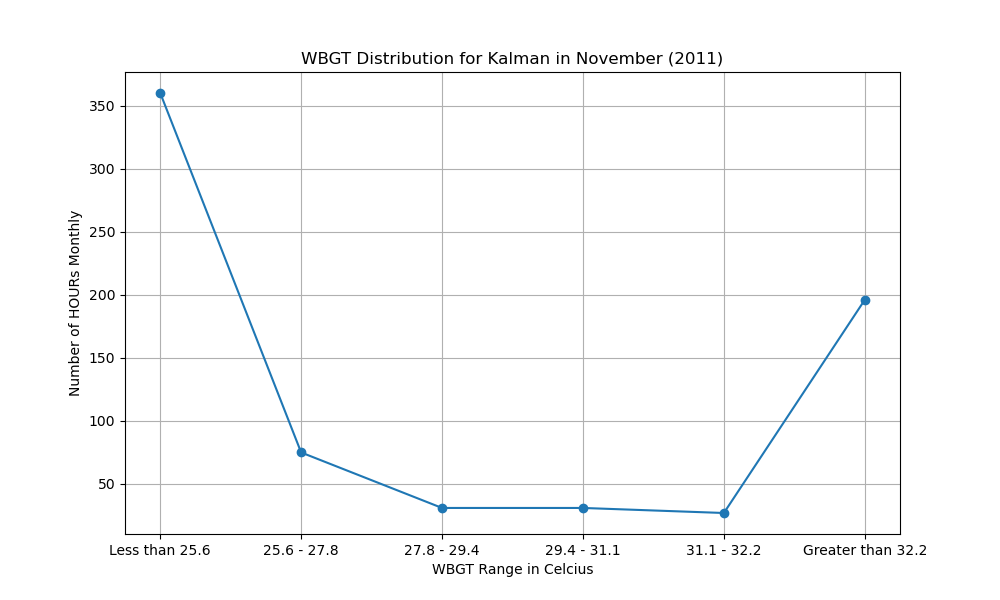 WBGT Distribution for Kalman in November (2011)
Number of HOURs Monthly
350
300
250
200
150
100
50
Less than 25.6
25.6 - 27.8
27.8 - 29.4
29.4 - 31.1
31.1 - 32.2
Greater than 32.2
WBGT Range in Celcius